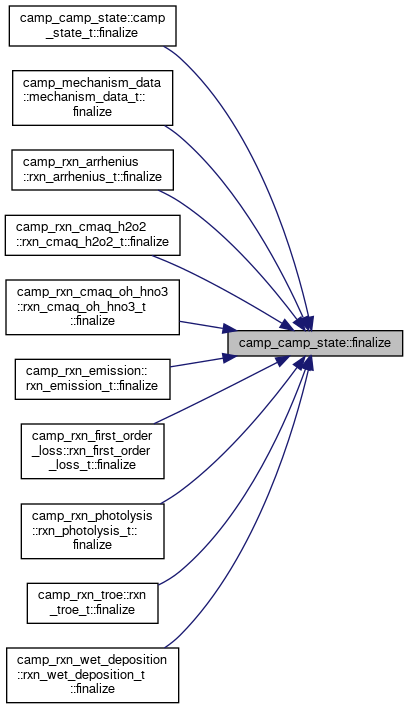 camp_camp_state::camp
_state_t::finalize
camp_mechanism_data
::mechanism_data_t::
finalize
camp_rxn_arrhenius
::rxn_arrhenius_t::finalize
camp_rxn_cmaq_h2o2
::rxn_cmaq_h2o2_t::finalize
camp_rxn_cmaq_oh_hno3
::rxn_cmaq_oh_hno3_t
::finalize
camp_camp_state::finalize
camp_rxn_emission::
rxn_emission_t::finalize
camp_rxn_first_order
_loss::rxn_first_order
_loss_t::finalize
camp_rxn_photolysis
::rxn_photolysis_t::
finalize
camp_rxn_troe::rxn
_troe_t::finalize
camp_rxn_wet_deposition
::rxn_wet_deposition_t
::finalize